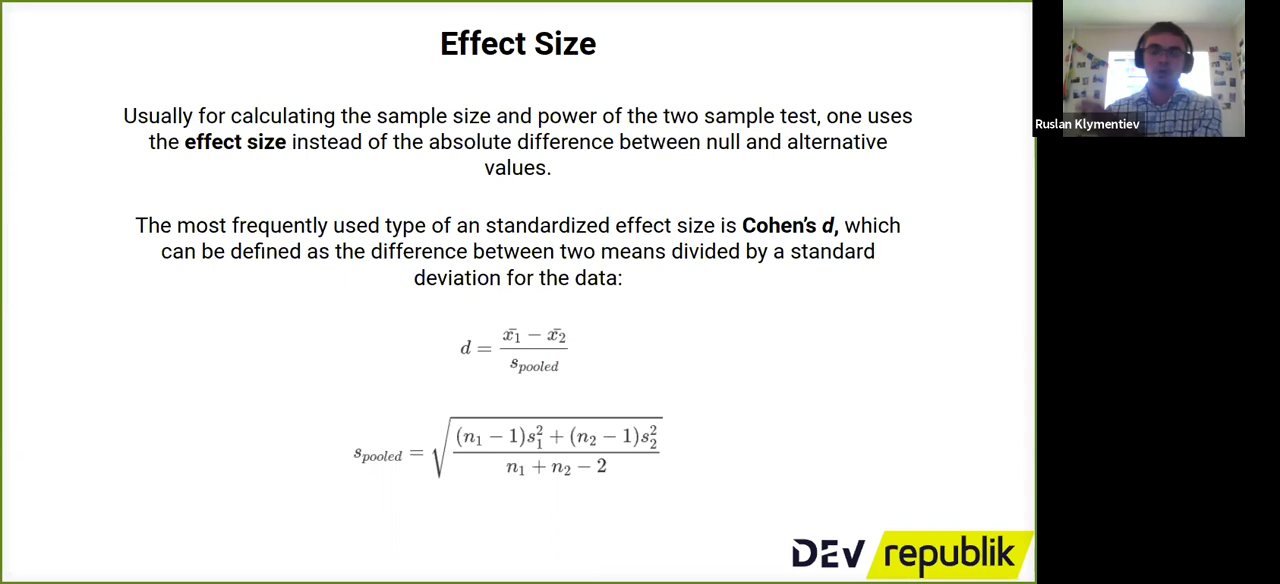 Effect Size
Usually for calculating the sample size and power of the two sample test, one uses
the effect size instead of the absolute difference between null and alternative
values.
The most frequently used type of an standardized effect size is Cohen's d, which
can be defined as the difference between two means divided by a standard
deviation for the data:
d = (x̄₁ − x̄₂) / s_pooled
s_pooled = √(((n₁ − 1)s₁² + (n₂ − 1)s₂²) / (n₁ + n₂ − 2))
DEV republik
Ruslan Klymentiev